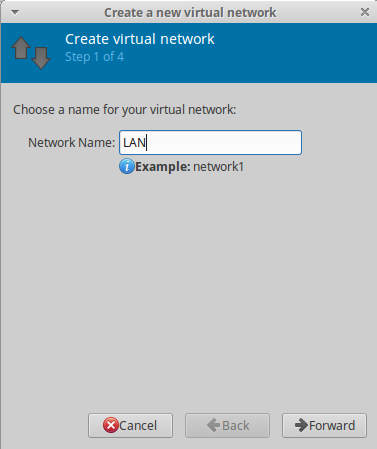 Create a new virtual network
Create virtual network
Step 1 of 4
Choose a name for your virtual network:
Network Name: LAN
Example: network1
Cancel Back Forward